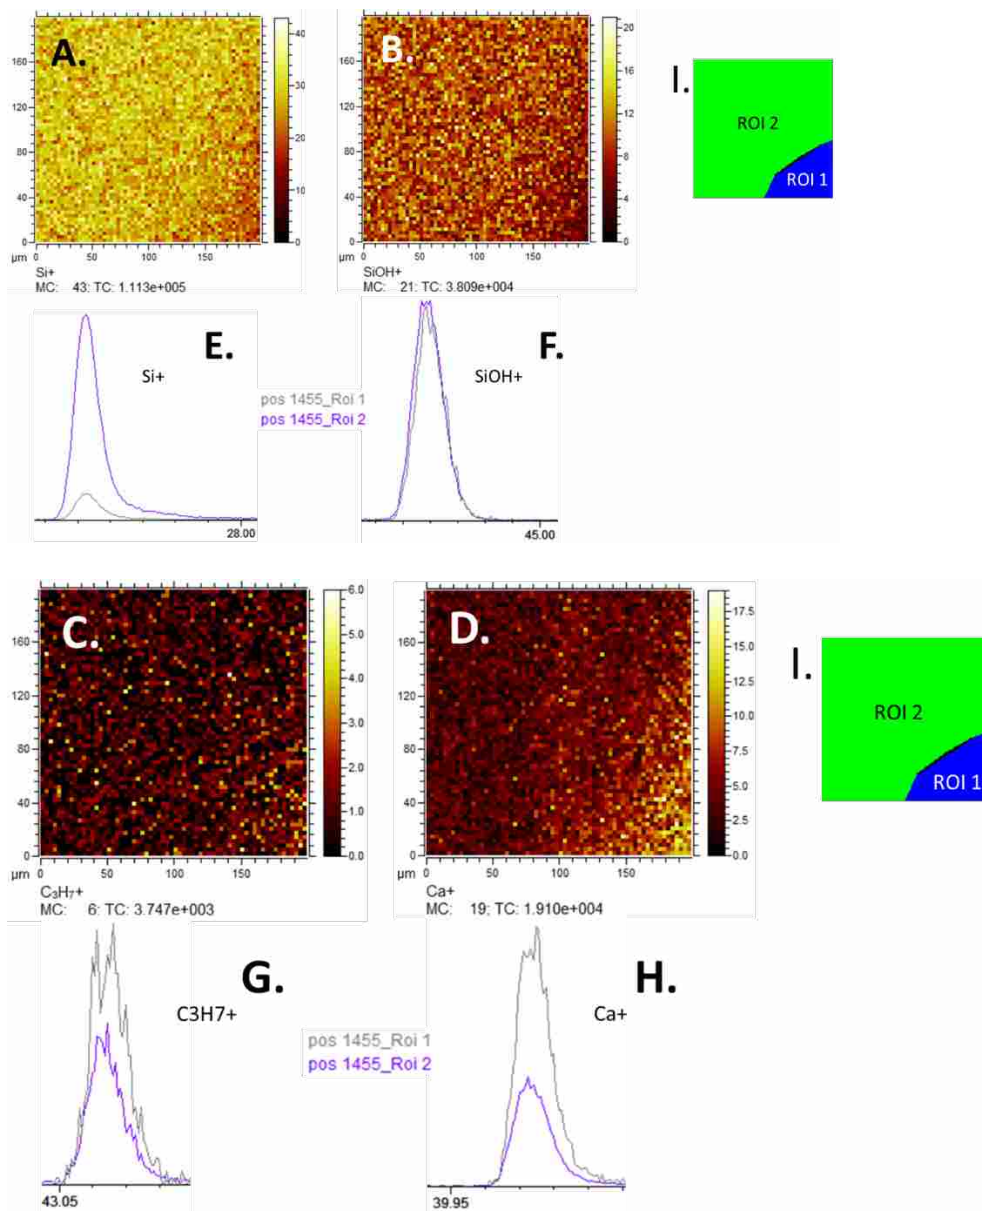 A.
40
30
20
10
0
160
120
80
40
0
µm 0 50 100 150
Si+
MC: 43; TC: 1.113e+005
B.
20
16
12
8
4
0
160
120
80
40
0
µm 0 50 100 150
SiOH+
MC: 21; TC: 3.809e+004
I.
ROI 2
ROI 1
E.
Si+
28.00
pos 1455_Roi 1
pos 1455_Roi 2
F.
SiOH+
45.00
C.
6.0
5.0
4.0
3.0
2.0
1.0
0.0
160
120
80
40
0
µm 0 50 100 150
C₃H₇+
MC: 6; TC: 3.747e+003
D.
17.5
15.0
12.5
10.0
7.5
5.0
2.5
0.0
160
120
80
40
0
µm 0 50 100 150
Ca+
MC: 19; TC: 1.910e+004
I.
ROI 2
ROI 1
G.
C3H7+
43.05
pos 1455_Roi 1
pos 1455_Roi 2
H.
Ca+
39.95